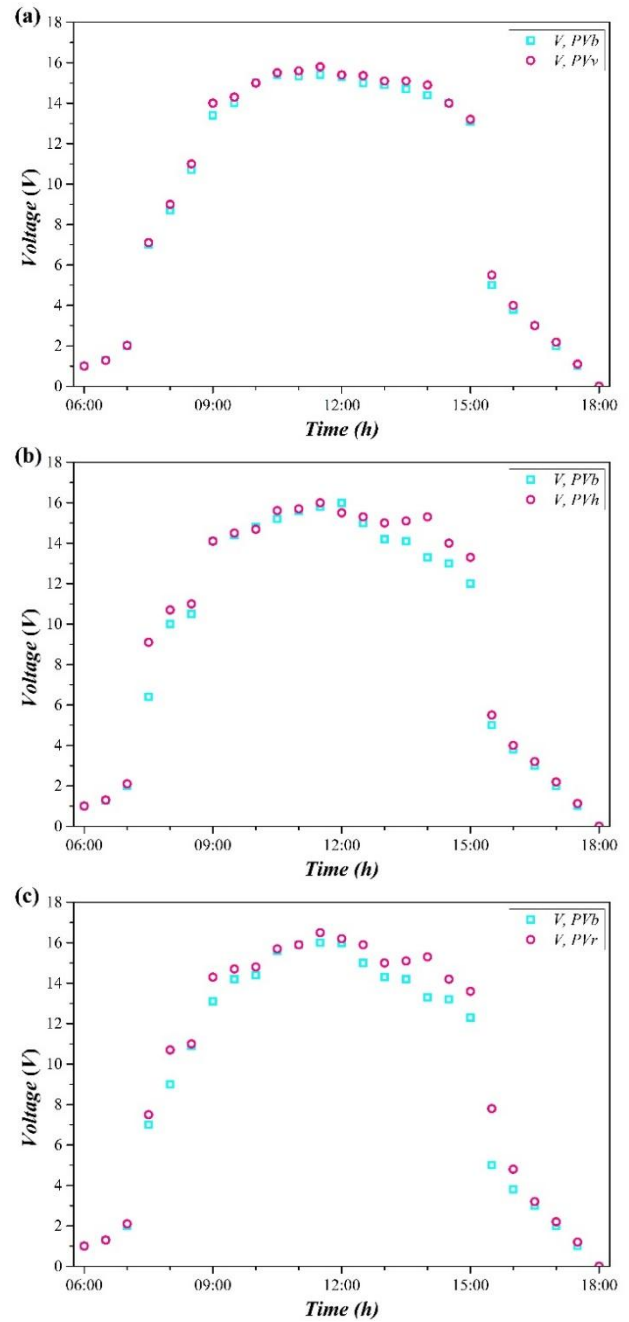 (a)
18
V, PVb
16
V, PVv
14
12
10
8
6
4
2
0
Voltage (V)
06:00 09:00 12:00 15:00 18:00
Time (h)
(b)
18
V, PVb
16
V, PVh
14
12
10
8
6
4
2
0
Voltage (V)
06:00 09:00 12:00 15:00 18:00
Time (h)
(c)
18
V, PVb
16
V, PVr
14
12
10
8
6
4
2
0
Voltage (V)
06:00 09:00 12:00 15:00 18:00
Time (h)